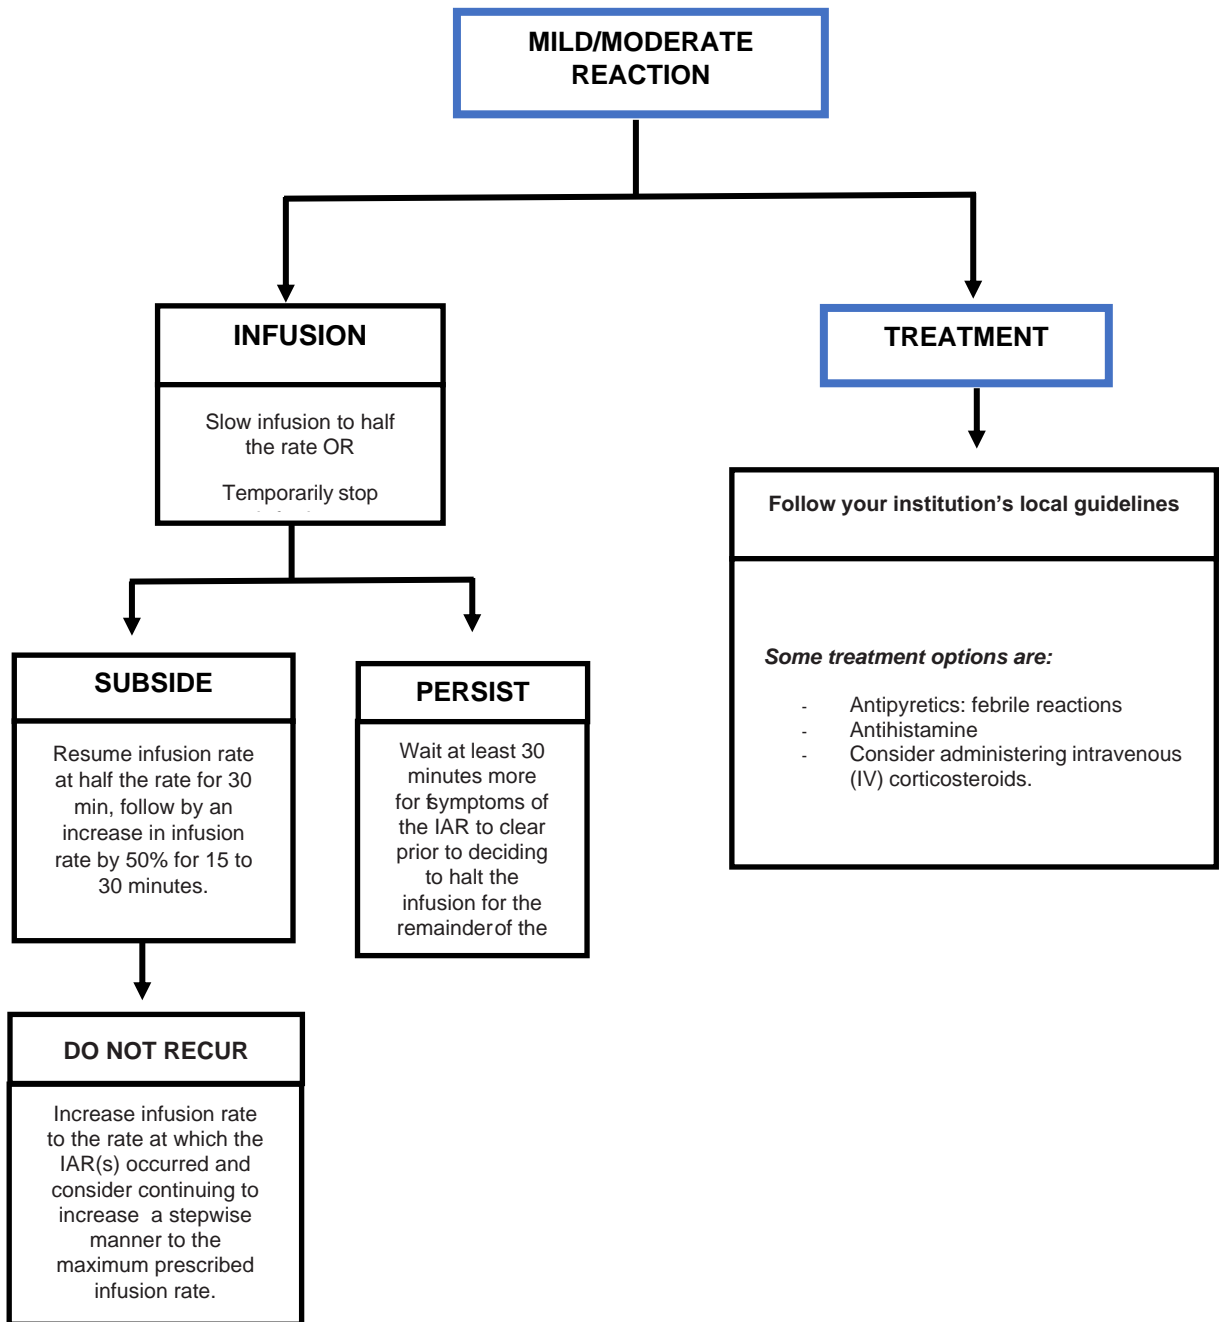 MILD/MODERATE
REACTION
INFUSION
Slow infusion to half
the rate OR
Temporarily stop
TREATMENT
Follow your institution’s local guidelines
Some treatment options are:
- Antipyretics: febrile reactions
- Antihistamine
- Consider administering intravenous
(IV) corticosteroids.
SUBSIDE
Resume infusion rate
at half the rate for 30
min, follow by an
increase in infusion
rate by 50% for 15 to
30 minutes.
PERSIST
Wait at least 30
minutes more
for symptoms of
the IAR to clear
prior to deciding
to halt the
infusion for the
remainder of the
DO NOT RECUR
Increase infusion rate
to the rate at which the
IAR(s) occurred and
consider continuing to
increase a stepwise
manner to the
maximum prescribed
infusion rate.